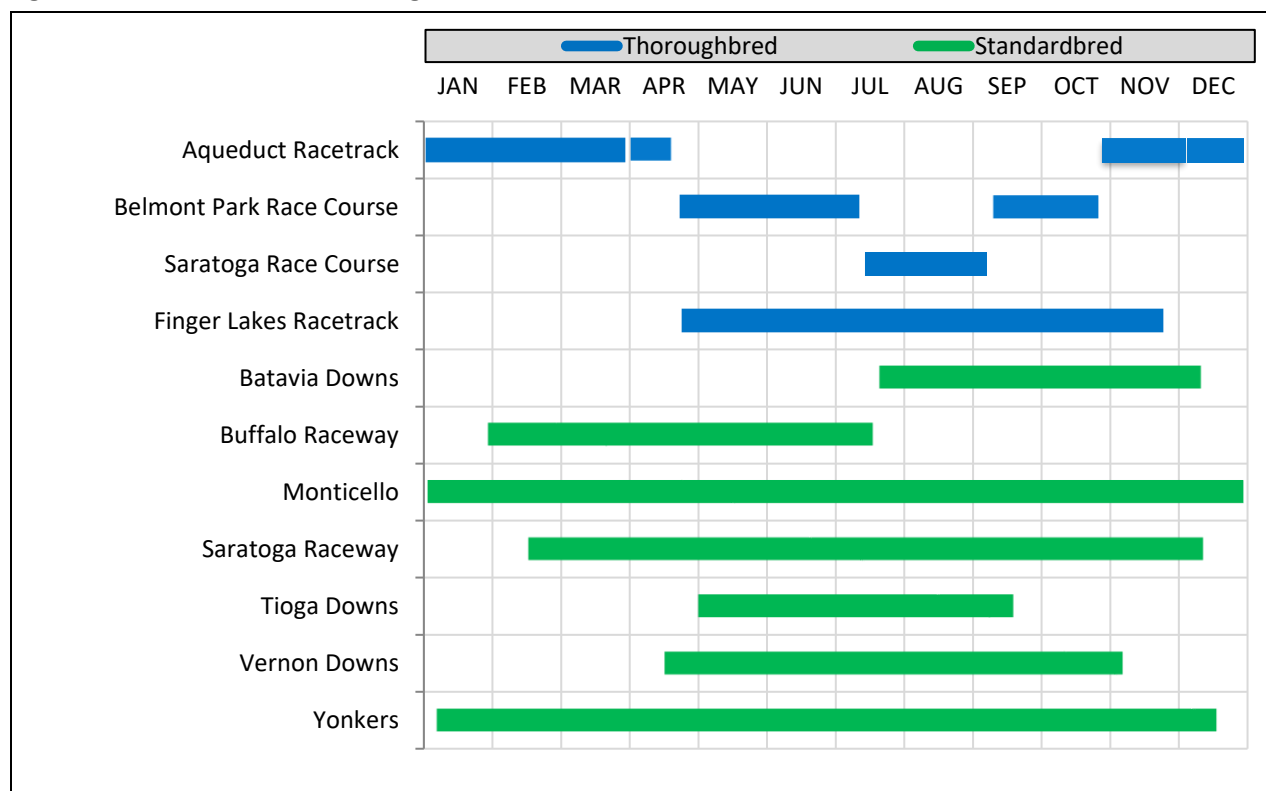 Thoroughbred Standardbred
JAN FEB MAR APR MAY JUN JUL AUG SEP OCT NOV DEC
Aqueduct Racetrack
Belmont Park Race Course
Saratoga Race Course
Finger Lakes Racetrack
Batavia Downs
Buffalo Raceway
Monticello
Saratoga Raceway
Tioga Downs
Vernon Downs
Yonkers